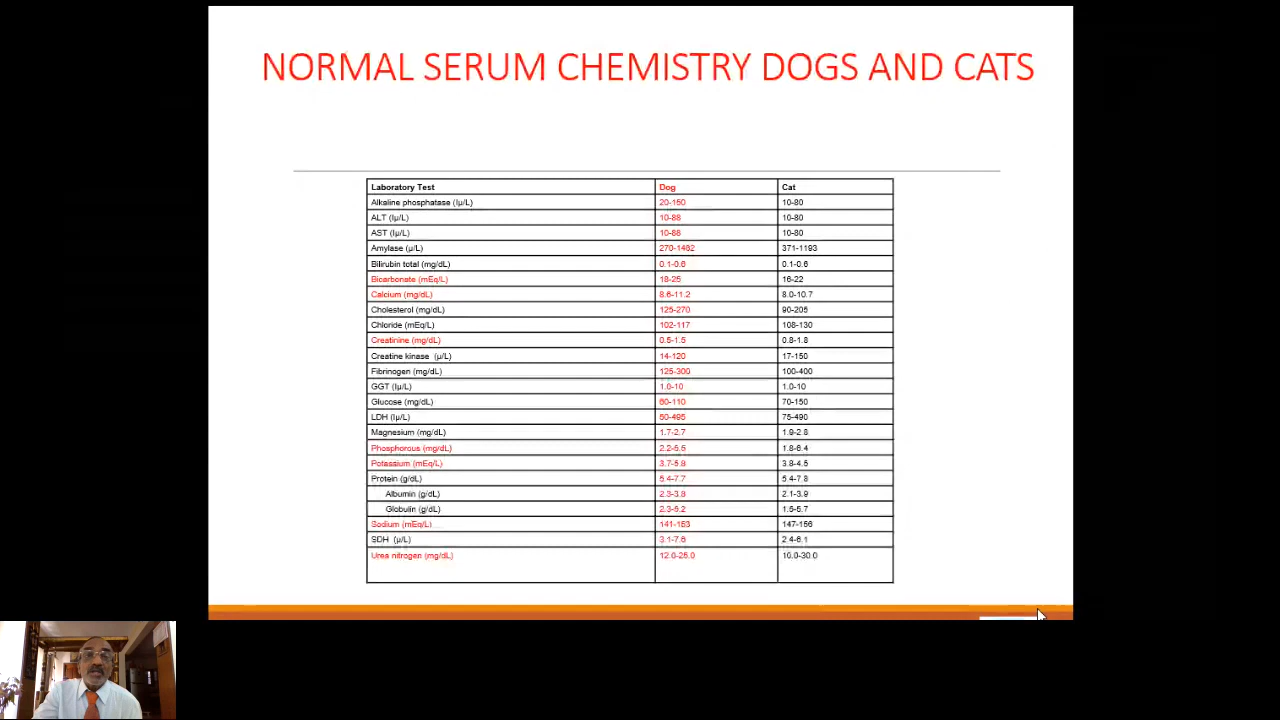 NORMAL SERUM CHEMISTRY DOGS AND CATS
Laboratory Test Dog Cat
Alkaline phosphatase (Iµ/L) 20-150 10-80
ALT (Iµ/L) 10-88 10-80
AST (Iµ/L) 10-88 10-80
Amylase (µ/L) 270-1462 371-1193
Bilirubin total (mg/dL) 0.1-0.6 0.1-0.6
Bicarbonate (mEq/L) 18-25 16-22
Calcium (mg/dL) 8.6-11.2 8.0-10.7
Cholesterol (mg/dL) 125-270 90-205
Chloride (mEq/L) 102-117 108-130
Creatinine (mg/dL) 0.5-1.5 0.8-1.8
Creatine kinase (µ/L) 14-120 17-150
Fibrinogen (mg/dL) 125-300 100-400
GGT (Iµ/L) 1.0-10 1.0-10
Glucose (mg/dL) 60-110 70-150
LDH (Iµ/L) 50-495 75-490
Magnesium (mg/dL) 1.7-2.7 1.9-2.8
Phosphorous (mg/dL) 2.2-5.5 1.8-6.4
Potassium (mEq/L) 3.7-5.8 3.8-4.5
Protein (g/dL) 5.4-7.7 5.4-7.8
Albumin (g/dL) 2.3-3.8 2.1-3.9
Globulin (g/dL) 2.3-5.2 1.5-5.7
Sodium (mEq/L) 141-153 147-156
SDH (µ/L) 3.1-7.6 2.4-6.1
Urea nitrogen (mg/dL) 12.0-25.0 10.0-30.0